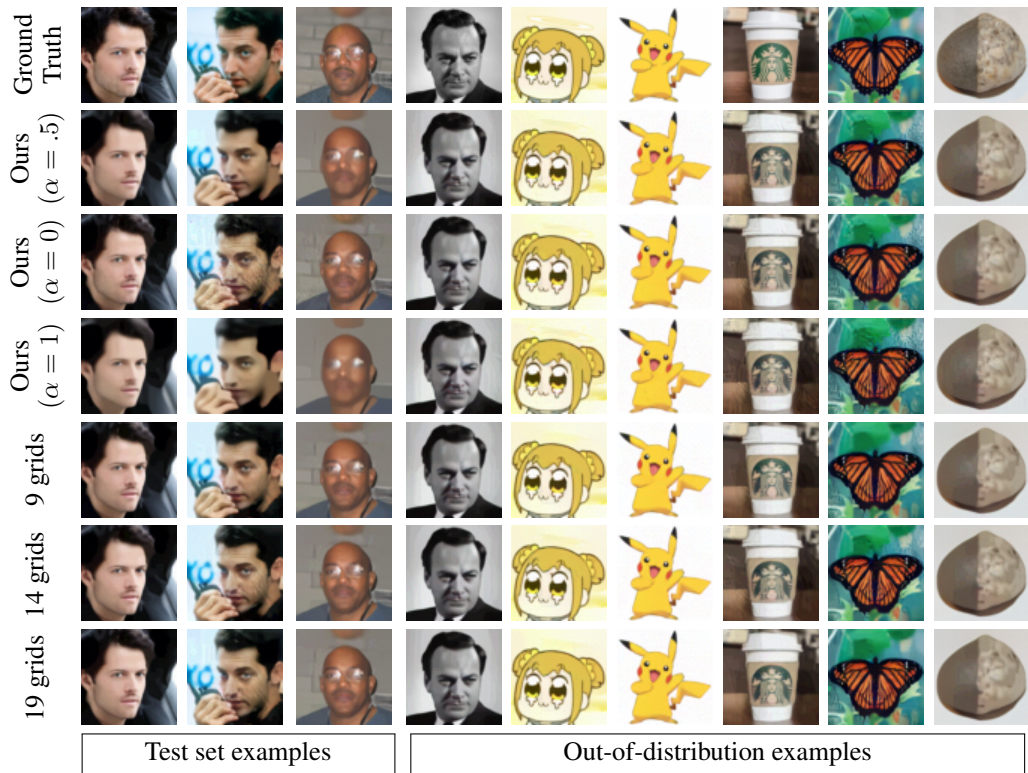 Ground
Truth
Ours
(α = .5)
Ours
(α = 0)
Ours
(α = 1)
9 grids
14 grids
19 grids
Test set examples
Out-of-distribution examples